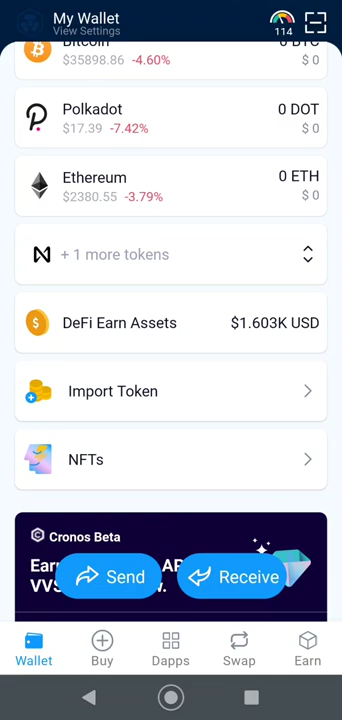 My Wallet
View Settings
114
Bitcoin
0 BTC
$35898.86 -4.60%
$ 0
Polkadot
0 DOT
$17.39 -7.42%
$ 0
Ethereum
0 ETH
$2380.55 -3.79%
$ 0
+ 1 more tokens
DeFi Earn Assets
$1.603K USD
Import Token
NFTs
Cronos Beta
Send
Receive
Wallet
Buy
Dapps
Swap
Earn